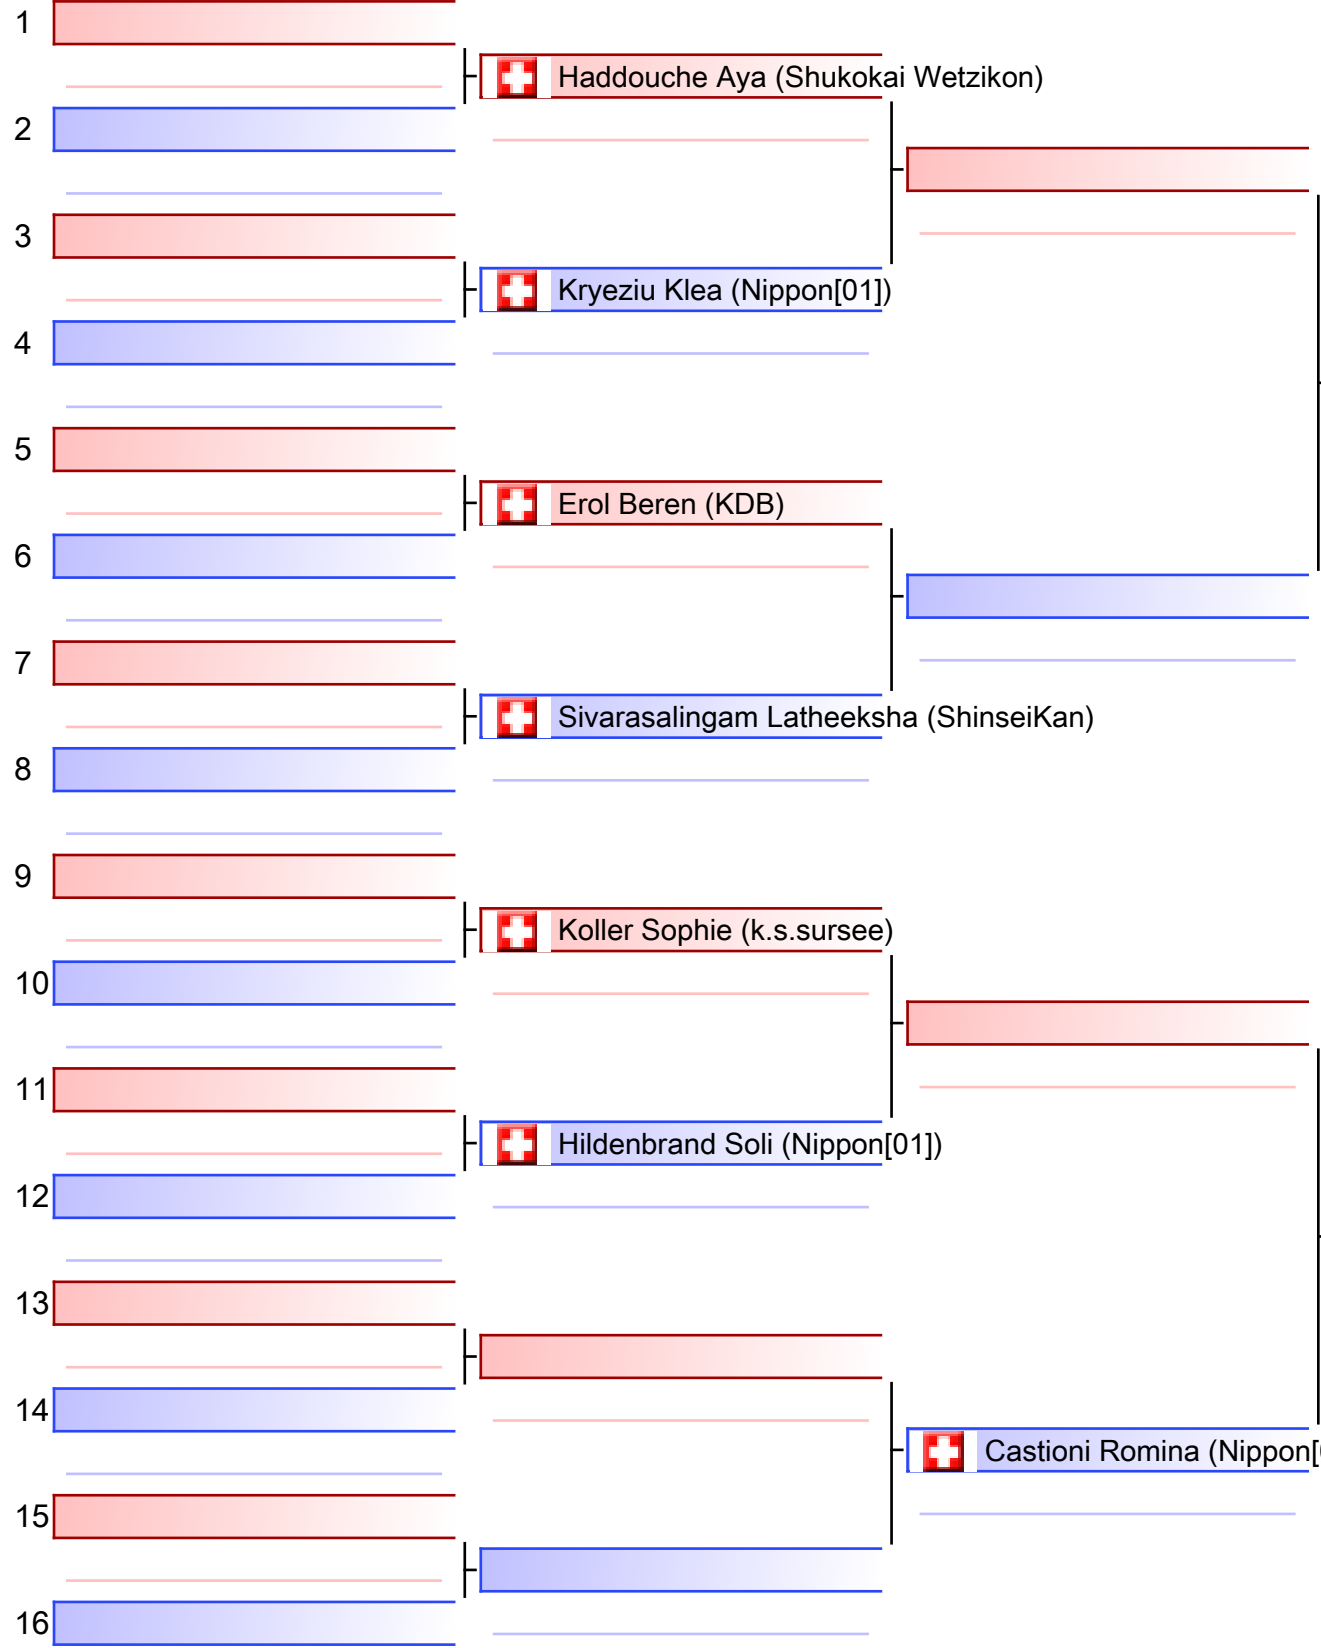 1
Haddouche Aya (Shukokai Wetzikon)
2
3
Kryeziu Klea (Nippon[01])
4
5
Erol Beren (KDB)
6
7
Sivarasalingam Latheeksha (ShinseiKan)
8
9
Koller Sophie (k.s.sursee)
10
11
Hildenbrand Soli (Nippon[01])
12
13
14
Castioni Romina (Nippon[
15
16